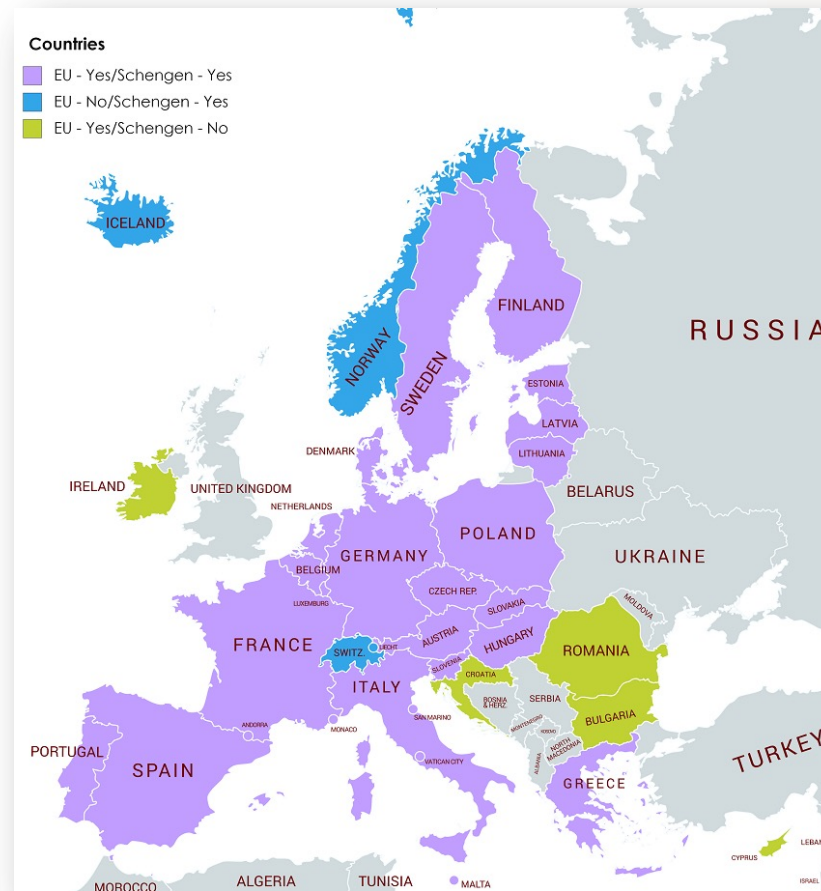 Countries
EU - Yes/Schengen - Yes
EU - No/Schengen - Yes
EU - Yes/Schengen - No
ICELAND
FINLAND
RUSSIA
NORWAY
SWEDEN
ESTONIA
LATVIA
DENMARK
LITHUANIA
IRELAND
UNITED KINGDOM
BELARUS
NETHERLANDS
POLAND
GERMANY
UKRAINE
BELGIUM
CZECH REP.
LUXEMBURG
SLOVAKIA
MOLDOVA
AUSTRIA
HUNGARY
FRANCE
SWITZ.
LIECHT
ROMANIA
SLOVENIA
CROATIA
ITALY
BOSNIA
& HERZ.
SERBIA
SAN MARINO
BULGARIA
ANDORRA
MONACO
MONTENEGRO
NORTH
MACEDONIA
PORTUGAL
SPAIN
VATICAN CITY
ALBANIA
TURKEY
GREECE
CYPRUS
LEBAN
MOROCCO
ALGERIA
TUNISIA
MALTA
ISRAEL